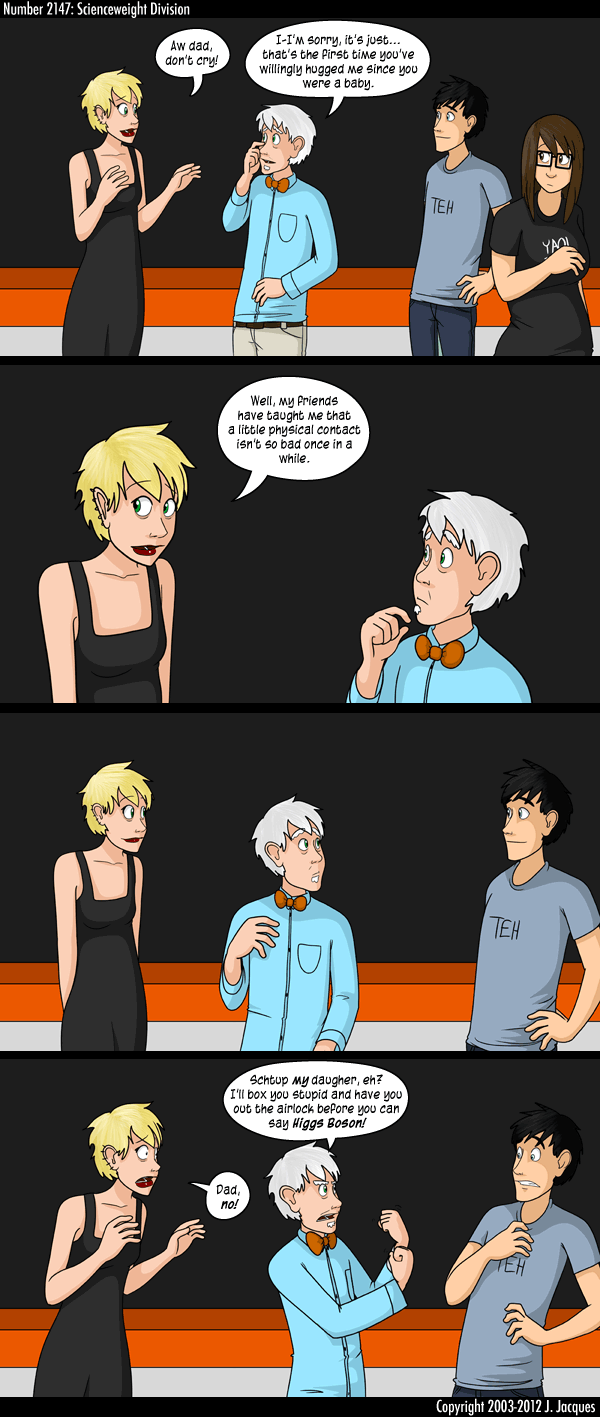 Number 2147: Scienceweight Division
Aw dad,
don't cry!
I-I'm sorry, it's just...
that's the first time you've
willingly hugged me since you
were a baby.
TEH
YAOI
Well, my friends
have taught me that
a little physical contact
isn't so bad once in a
while.
TEH
Schtup my daugher, eh?
I'll box you stupid and have you
out the airlock before you can
say Higgs Boson!
Dad,
no!
TEH
Copyright 2003-2012 J. Jacques